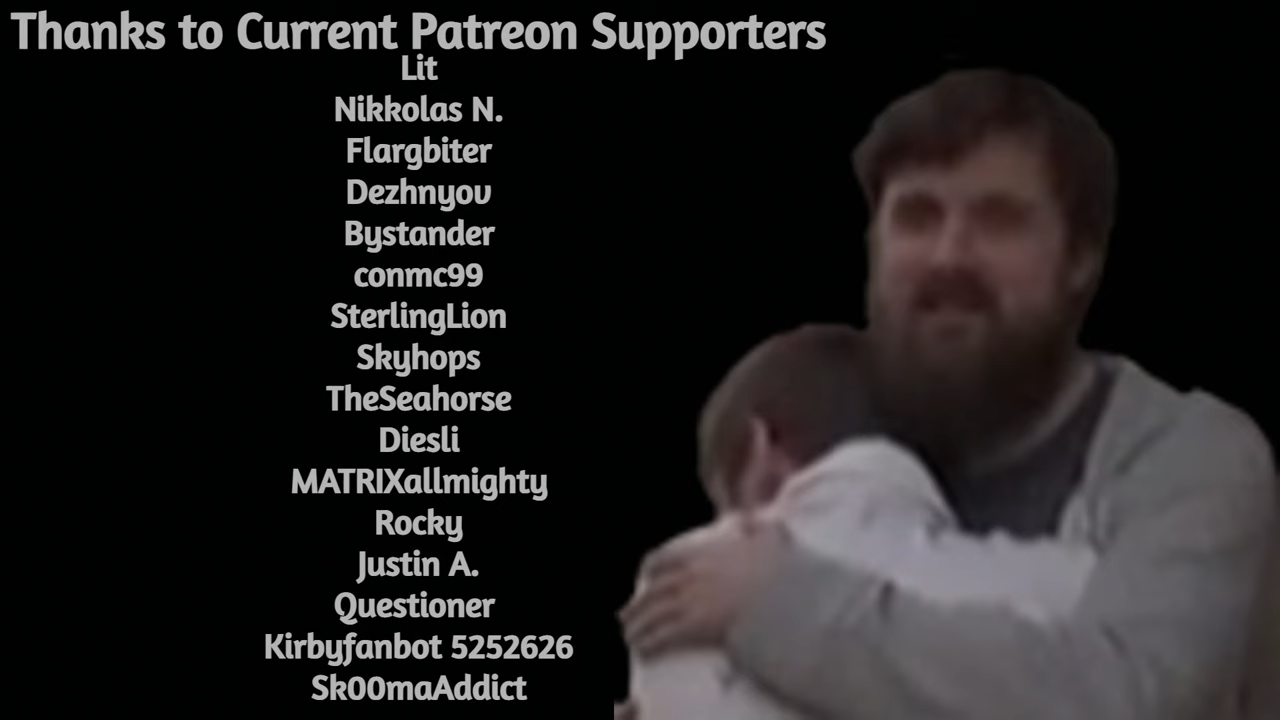 Thanks to Current Patreon Supporters
Lit
Nikkolas N.
Flargbiter
Dezhnyov
Bystander
conmc99
SterlingLion
Skyhops
TheSeahorse
Diesli
MATRIXallmighty
Rocky
Justin A.
Questioner
Kirbyfanbot 5252626
Sk00maAddict